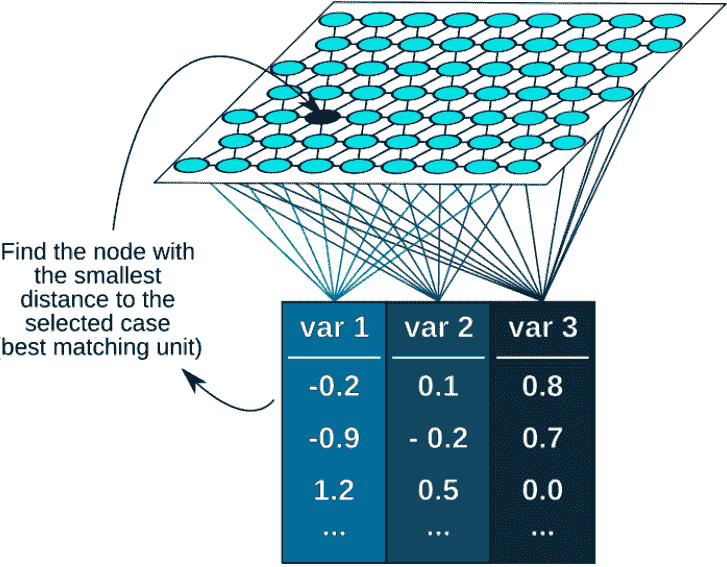 Find the node with
the smallest
distance to the
selected case
(best matching unit)
var 1 var 2 var 3
-0.2 0.1 0.8
-0.9 - 0.2 0.7
1.2 0.5 0.0
... ... ...